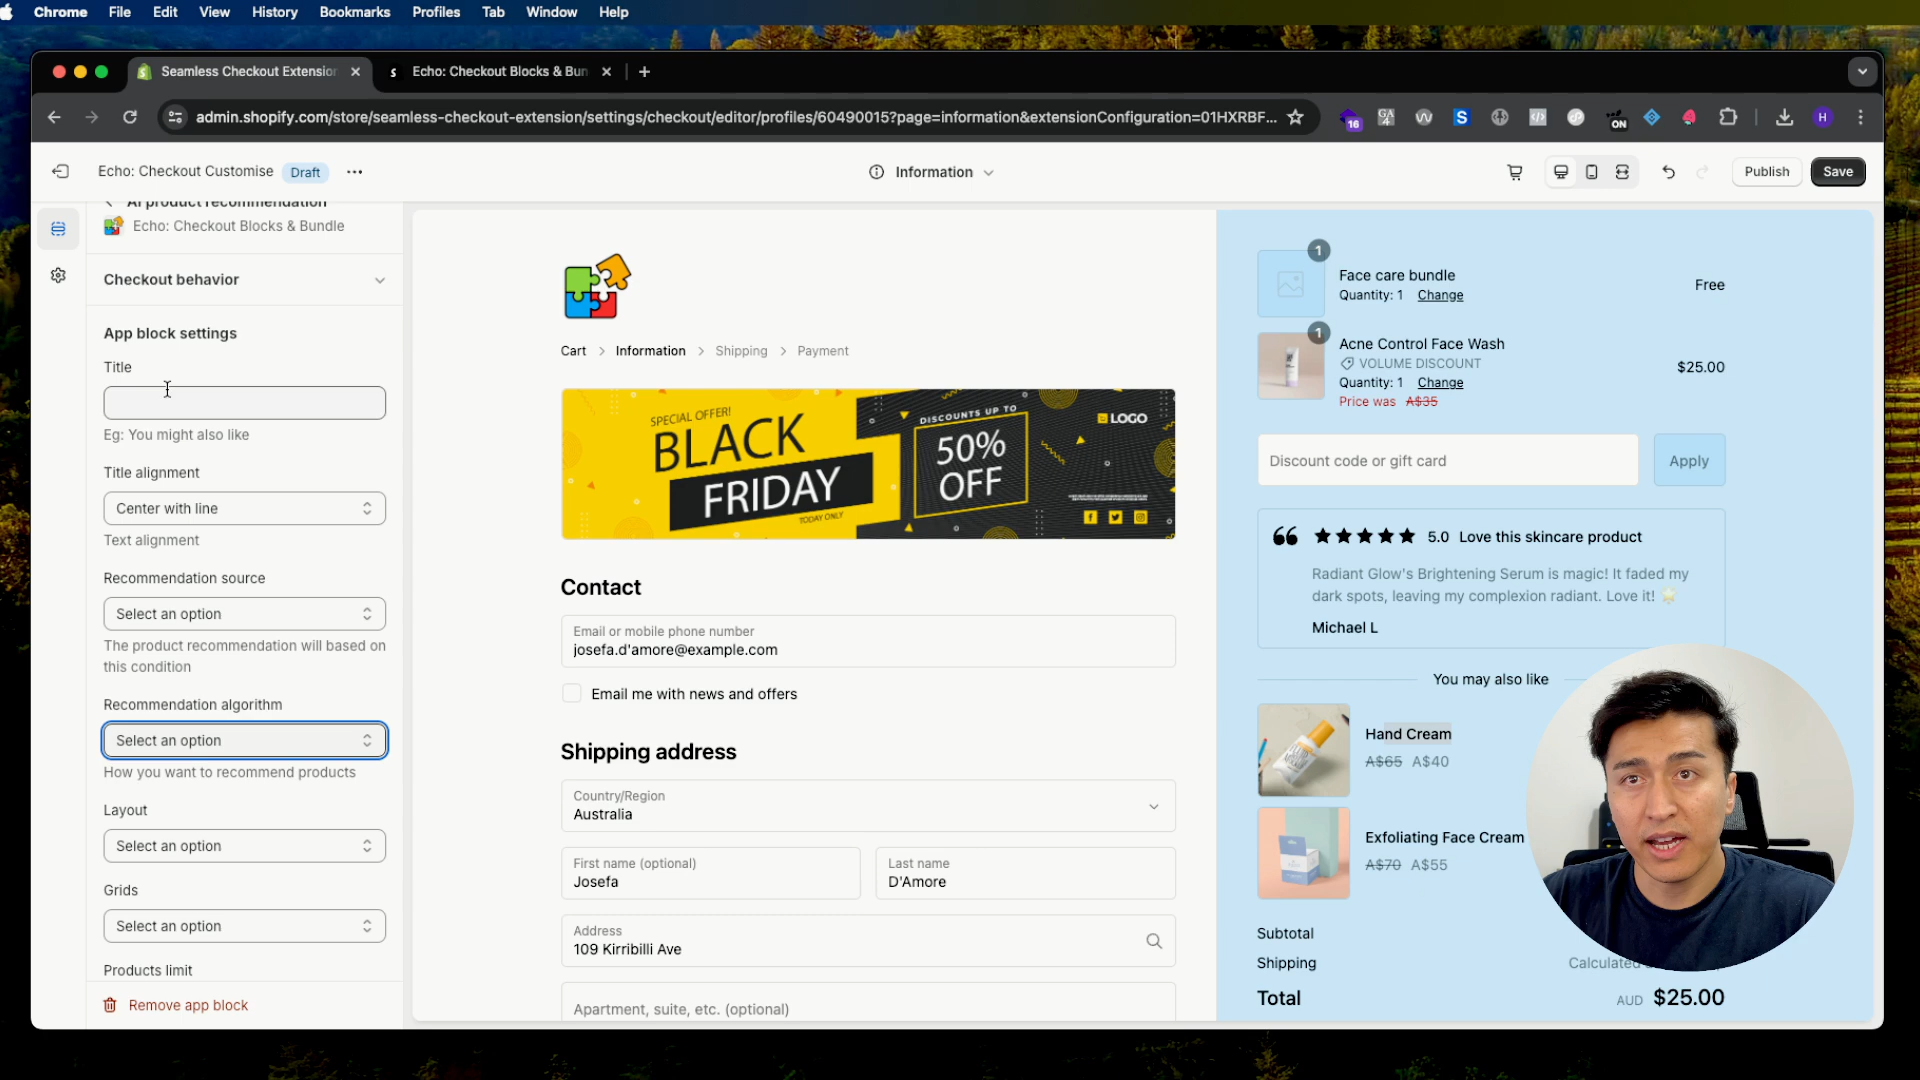 Chrome File Edit View History Bookmarks Profiles Tab Window Help
Seamless Checkout Extension
Echo: Checkout Blocks & Bun
admin.shopify.com/store/seamless-checkout-extension/settings/checkout/editor/profiles/60490015?page=information&extensionConfiguration=01HXRBF...
16
GA4
ON
H
Echo: Checkout Customise
Draft
Information
Publish
Save
AI product recommendation
Echo: Checkout Blocks & Bundle
Checkout behavior
App block settings
Title
Eg: You might also like
Title alignment
Center with line
Text alignment
Recommendation source
Select an option
The product recommendation will based on
this condition
Recommendation algorithm
Select an option
How you want to recommend products
Layout
Select an option
Grids
Select an option
Products limit
Remove app block
Cart > Information > Shipping > Payment
SPECIAL OFFER!
BLACK
FRIDAY
TODAY ONLY
DISCOUNTS UP TO
50%
OFF
LOGO
Contact
Email or mobile phone number
josefa.d'amore@example.com
Email me with news and offers
Shipping address
Country/Region
Australia
First name (optional)
Josefa
Last name
D'Amore
Address
109 Kirribilli Ave
Apartment, suite, etc. (optional)
1
Face care bundle
Quantity: 1 Change
Free
1
Acne Control Face Wash
VOLUME DISCOUNT
Quantity: 1 Change
Price was A$35
$25.00
Discount code or gift card
Apply
5.0 Love this skincare product
Radiant Glow's Brightening Serum is magic! It faded my
dark spots, leaving my complexion radiant. Love it! 🌟
Michael L
You may also like
Hand Cream
A$65 A$40
Exfoliating Face Cream
A$70 A$55
Subtotal
Shipping
Calculated
Total
AUD $25.00